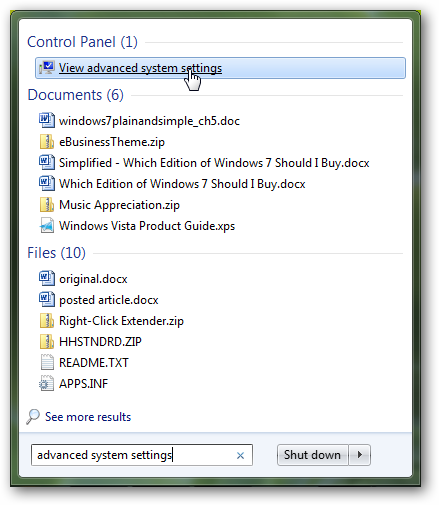 Control Panel (1)
View advanced system settings
Documents (6)
windows7plainandsimple_ch5.doc
eBusinessTheme.zip
Simplified - Which Edition of Windows 7 Should I Buy.docx
Which Edition of Windows 7 Should I Buy.docx
Music Appreciation.zip
Windows Vista Product Guide.xps
Files (10)
original.docx
posted article.docx
Right-Click Extender.zip
HHSTNDRD.ZIP
README.TXT
APPS.INF
See more results
advanced system settings
Shut down